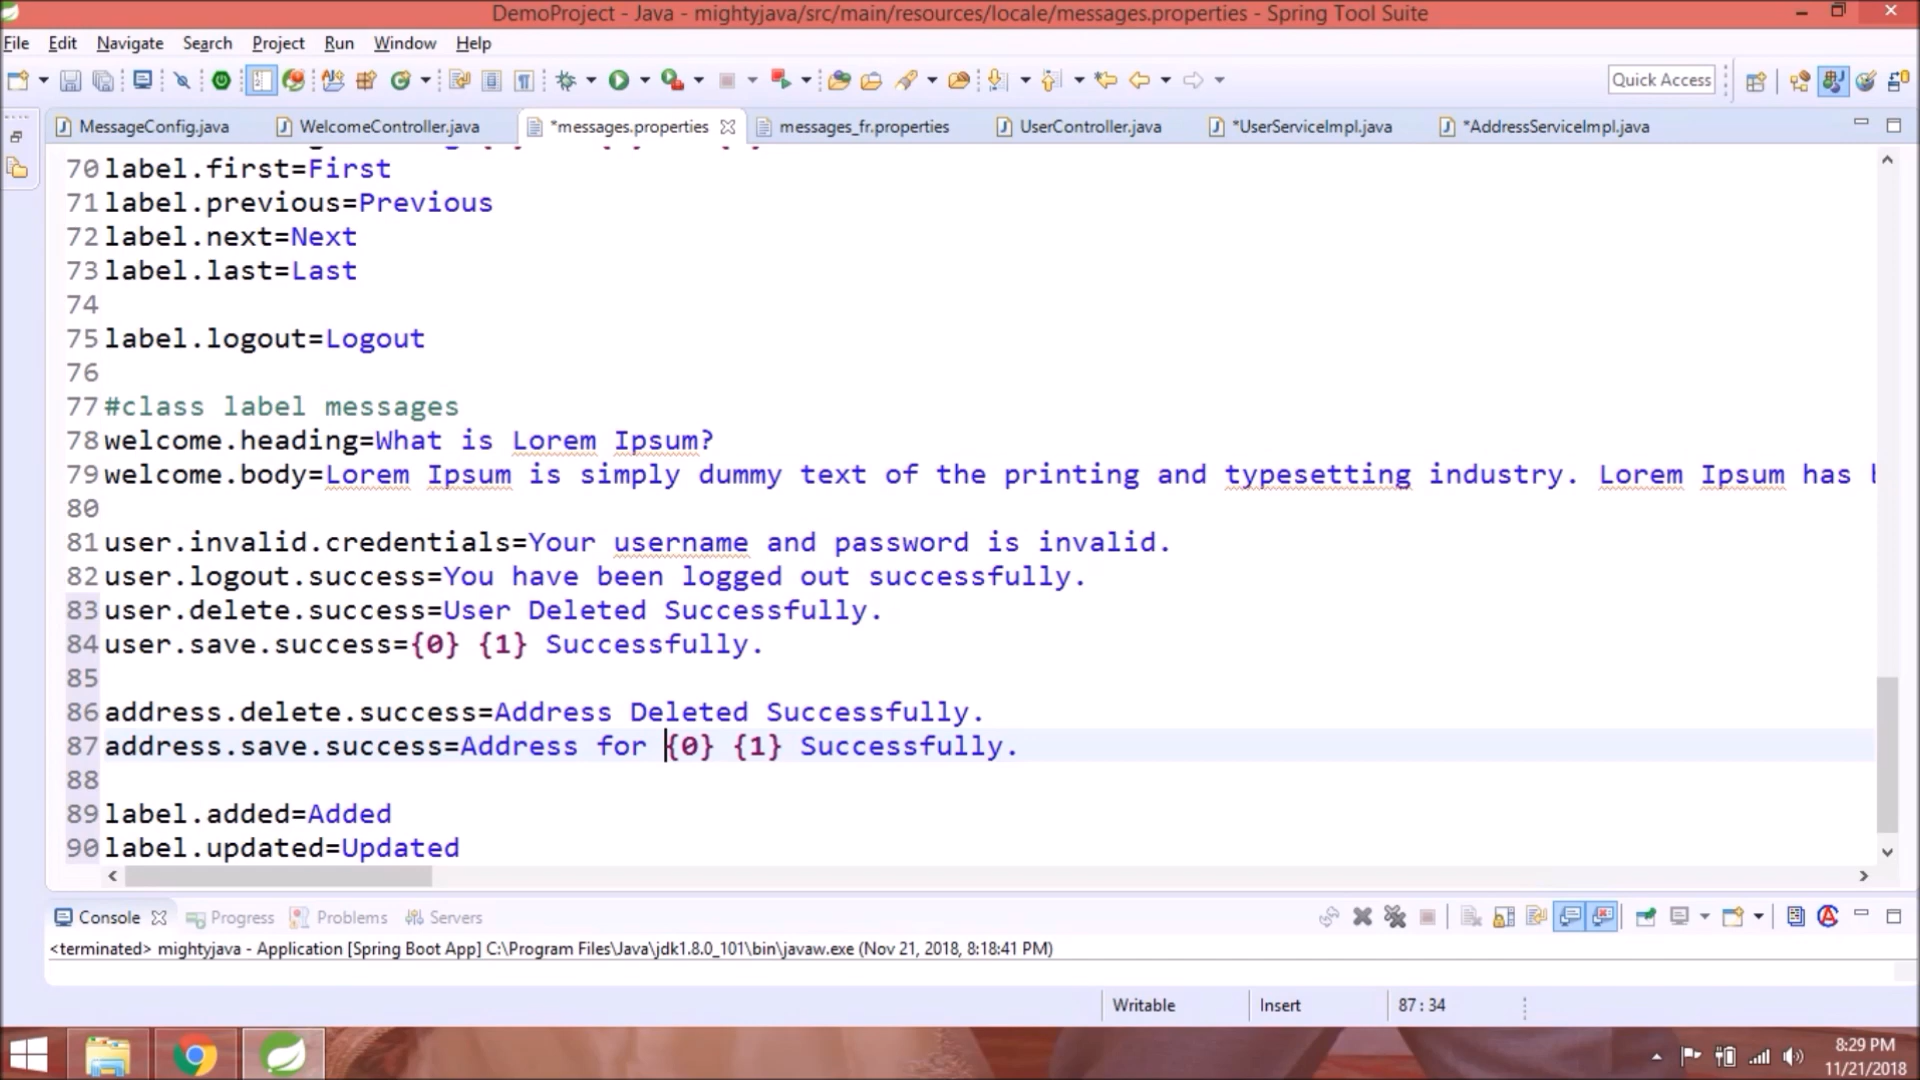 DemoProject - Java - mightyjava/src/main/resources/locale/messages.properties - Spring Tool Suite
File Edit Navigate Search Project Run Window Help
Quick Access
MessageConfig.java WelcomeController.java *messages.properties messages_fr.properties UserController.java *UserServiceImpl.java *AddressServiceImpl.java
70 label.first=First
71 label.previous=Previous
72 label.next=Next
73 label.last=Last
74
75 label.logout=Logout
76
77 #class label messages
78 welcome.heading=What is Lorem Ipsum?
79 welcome.body=Lorem Ipsum is simply dummy text of the printing and typesetting industry. Lorem Ipsum has
80
81 user.invalid.credentials=Your username and password is invalid.
82 user.logout.success=You have been logged out successfully.
83 user.delete.success=User Deleted Successfully.
84 user.save.success={0} {1} Successfully.
85
86 address.delete.success=Address Deleted Successfully.
87 address.save.success=Address for {0} {1} Successfully.
88
89 label.added=Added
90 label.updated=Updated
Console Progress Problems Servers
<terminated> mightyjava - Application [Spring Boot App] C:\Program Files\Java\jdk1.8.0_101\bin\javaw.exe (Nov 21, 2018, 8:18:41 PM)
Writable Insert 87 : 34
8:29 PM
11/21/2018